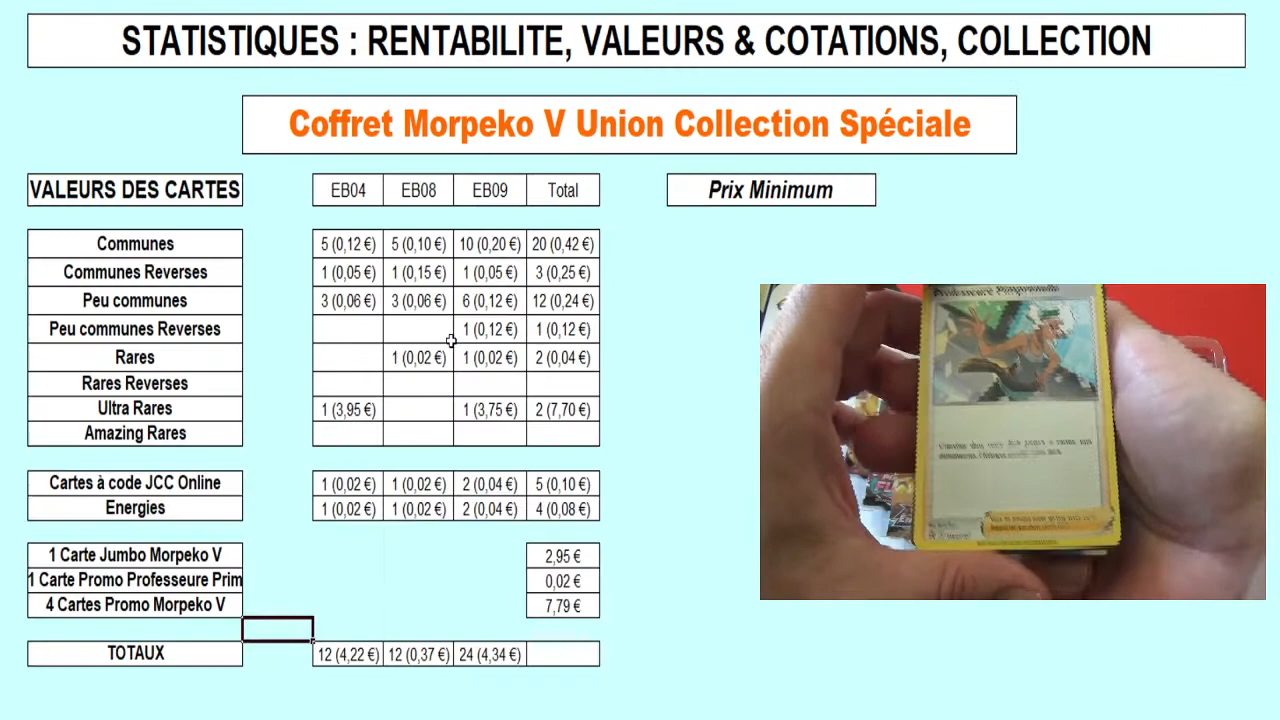 STATISTIQUES : RENTABILITE, VALEURS & COTATIONS, COLLECTION
Coffret Morpeko V Union Collection Spéciale
VALEURS DES CARTES EB04 EB08 EB09 Total Prix Minimum
Communes 5 (0,12 €) 5 (0,10 €) 10 (0,20 €) 20 (0,42 €)
Communes Reverses 1 (0,05 €) 1 (0,15 €) 1 (0,05 €) 3 (0,25 €)
Peu communes 3 (0,06 €) 3 (0,06 €) 6 (0,12 €) 12 (0,24 €)
Peu communes Reverses 1 (0,12 €) 1 (0,12 €)
Rares 1 (0,02 €) 1 (0,02 €) 2 (0,04 €)
Rares Reverses
Ultra Rares 1 (3,95 €) 1 (3,75 €) 2 (7,70 €)
Amazing Rares
Cartes à code JCC Online 1 (0,02 €) 1 (0,02 €) 2 (0,04 €) 5 (0,10 €)
Energies 1 (0,02 €) 1 (0,02 €) 2 (0,04 €) 4 (0,08 €)
1 Carte Jumbo Morpeko V 2,95 €
1 Carte Promo Professeure Prim 0,02 €
4 Cartes Promo Morpeko V 7,79 €
TOTAUX 12 (4,22 €) 12 (0,37 €) 24 (4,34 €)